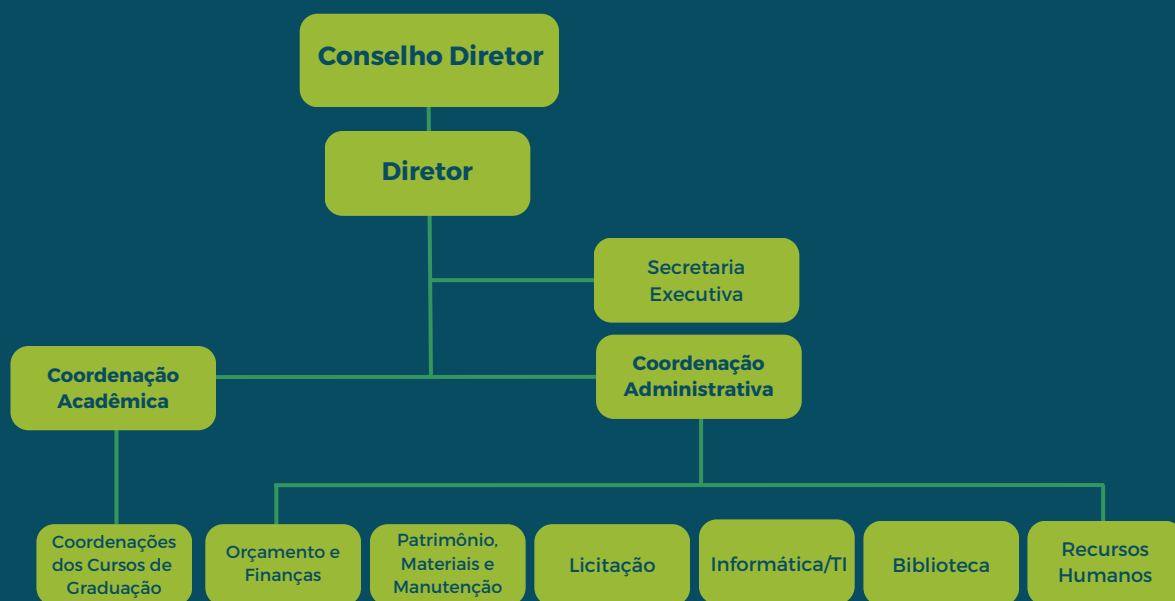 Conselho Diretor
Diretor
Secretaria
Executiva
Coordenação
Acadêmica
Coordenação
Administrativa
Coordenações
dos Cursos de
Graduação
Orçamento e
Finanças
Patrimônio,
Materiais e
Manutenção
Licitação
Informática/TI
Biblioteca
Recursos
Humanos